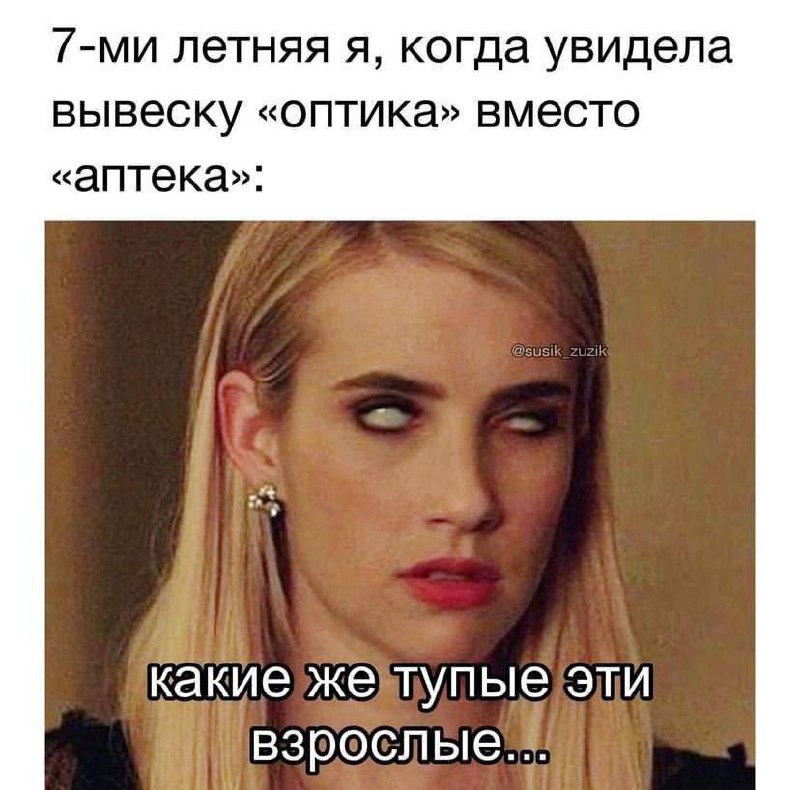 7-ми летняя я, когда увидела
вывеску «оптика» вместо
«аптека»:
@susik_zuzik
какие же тупые эти
взрослые...